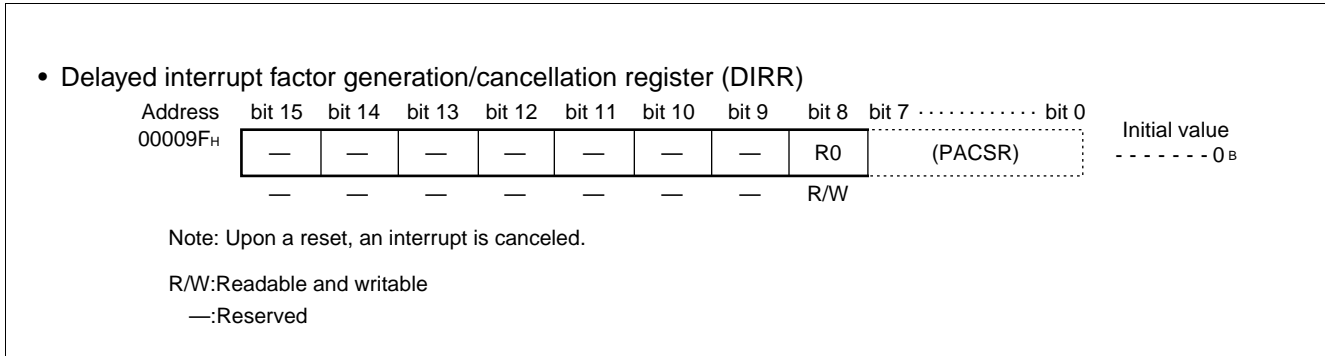 • Delayed interrupt factor generation/cancellation register (DIRR)
Address bit 15 bit 14 bit 13 bit 12 bit 11 bit 10 bit 9 bit 8 bit 7 ············ bit 0 Initial value
00009FH — — — — — — — R0 (PACSR) - - - - - - - 0 B
— — — — — — — R/W
Note: Upon a reset, an interrupt is canceled.
R/W:Readable and writable
—:Reserved